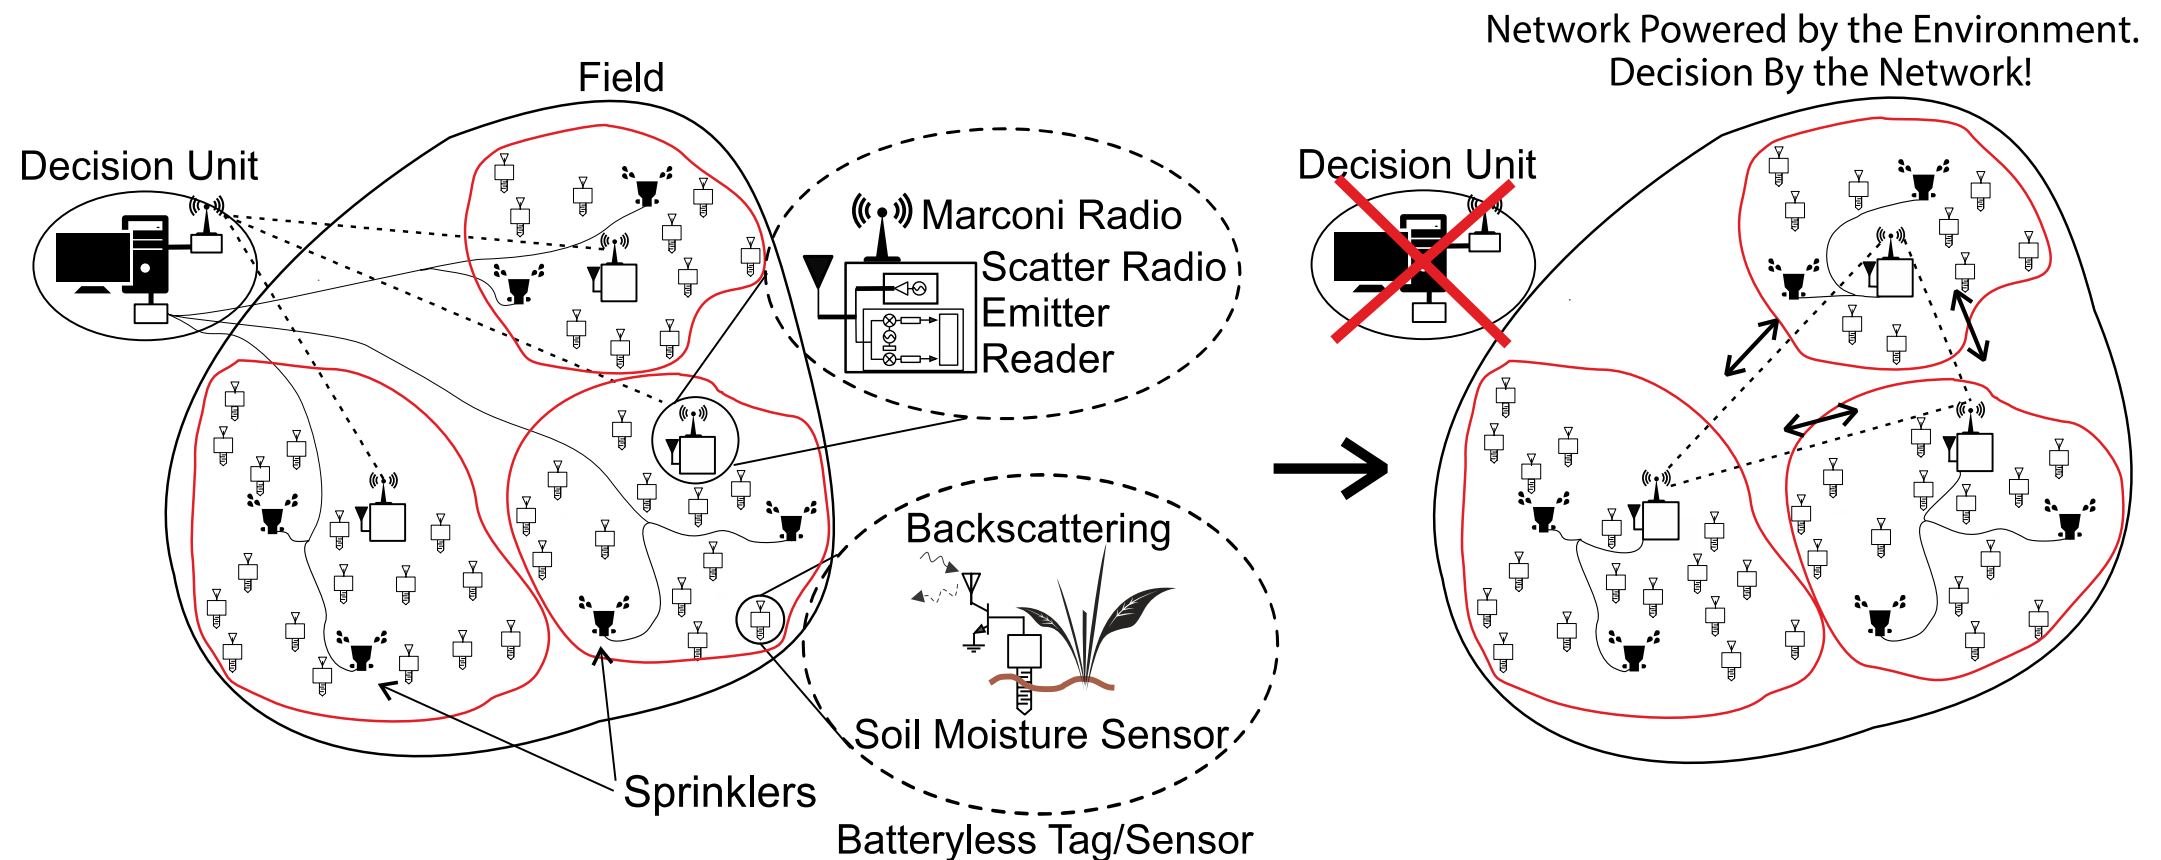 Network Powered by the Environment.
Decision By the Network!
Field
Decision Unit
Decision Unit
Marconi Radio
Scatter Radio
Emitter
Reader
Backscattering
Soil Moisture Sensor
Sprinklers
Batteryless Tag/Sensor